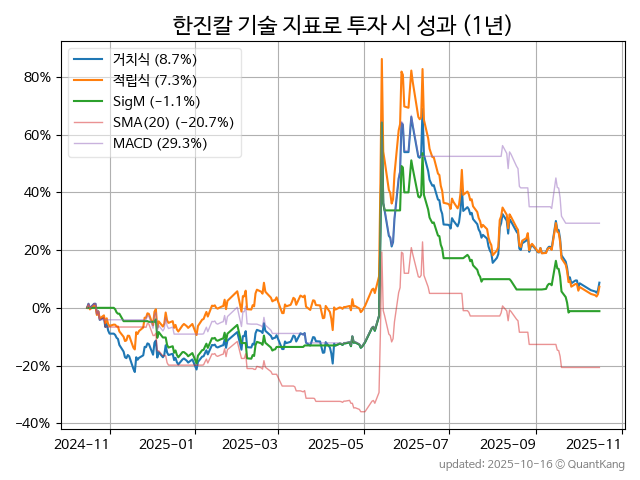 한진칼 기술 지표로 투자 시 성과 (1년)
거치식 (8.7%)
적립식 (7.3%)
SigM (-1.1%)
SMA(20) (-20.7%)
MACD (29.3%)
80%
60%
40%
20%
0%
-20%
-40%
2024-11 2025-01 2025-03 2025-05 2025-07 2025-09 2025-11
updated: 2025-10-16 © QuantKang